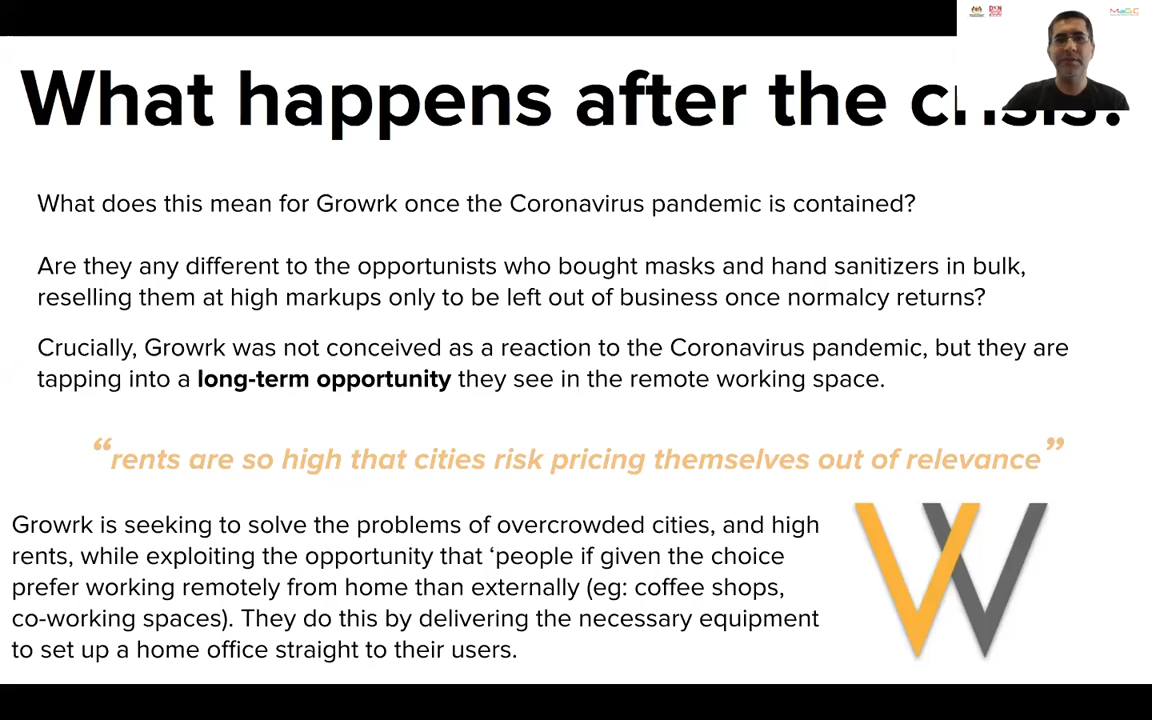 What happens after the crisis?
What does this mean for Growrk once the Coronavirus pandemic is contained?
Are they any different to the opportunists who bought masks and hand sanitizers in bulk,
reselling them at high markups only to be left out of business once normalcy returns?
Crucially, Growrk was not conceived as a reaction to the Coronavirus pandemic, but they are
tapping into a long-term opportunity they see in the remote working space.
“rents are so high that cities risk pricing themselves out of relevance”
Growrk is seeking to solve the problems of overcrowded cities, and high
rents, while exploiting the opportunity that ‘people if given the choice
prefer working remotely from home than externally (eg: coffee shops,
co-working spaces). They do this by delivering the necessary equipment
to set up a home office straight to their users.